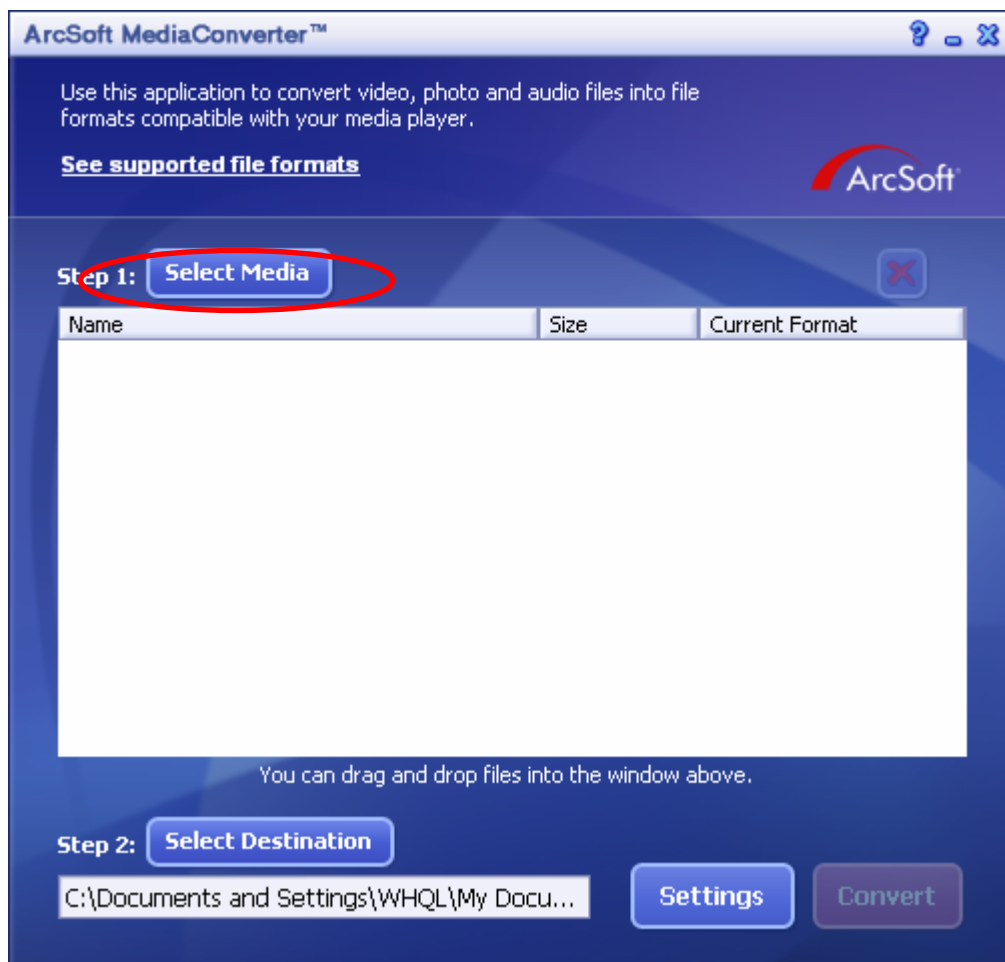 ArcSoft MediaConverter™
Use this application to convert video, photo and audio files into file
formats compatible with your media player.
See supported file formats
ArcSoft
Step 1: Select Media
Name Size Current Format
You can drag and drop files into the window above.
Step 2: Select Destination
C:\Documents and Settings\WHQL\My Docu...
Settings Convert